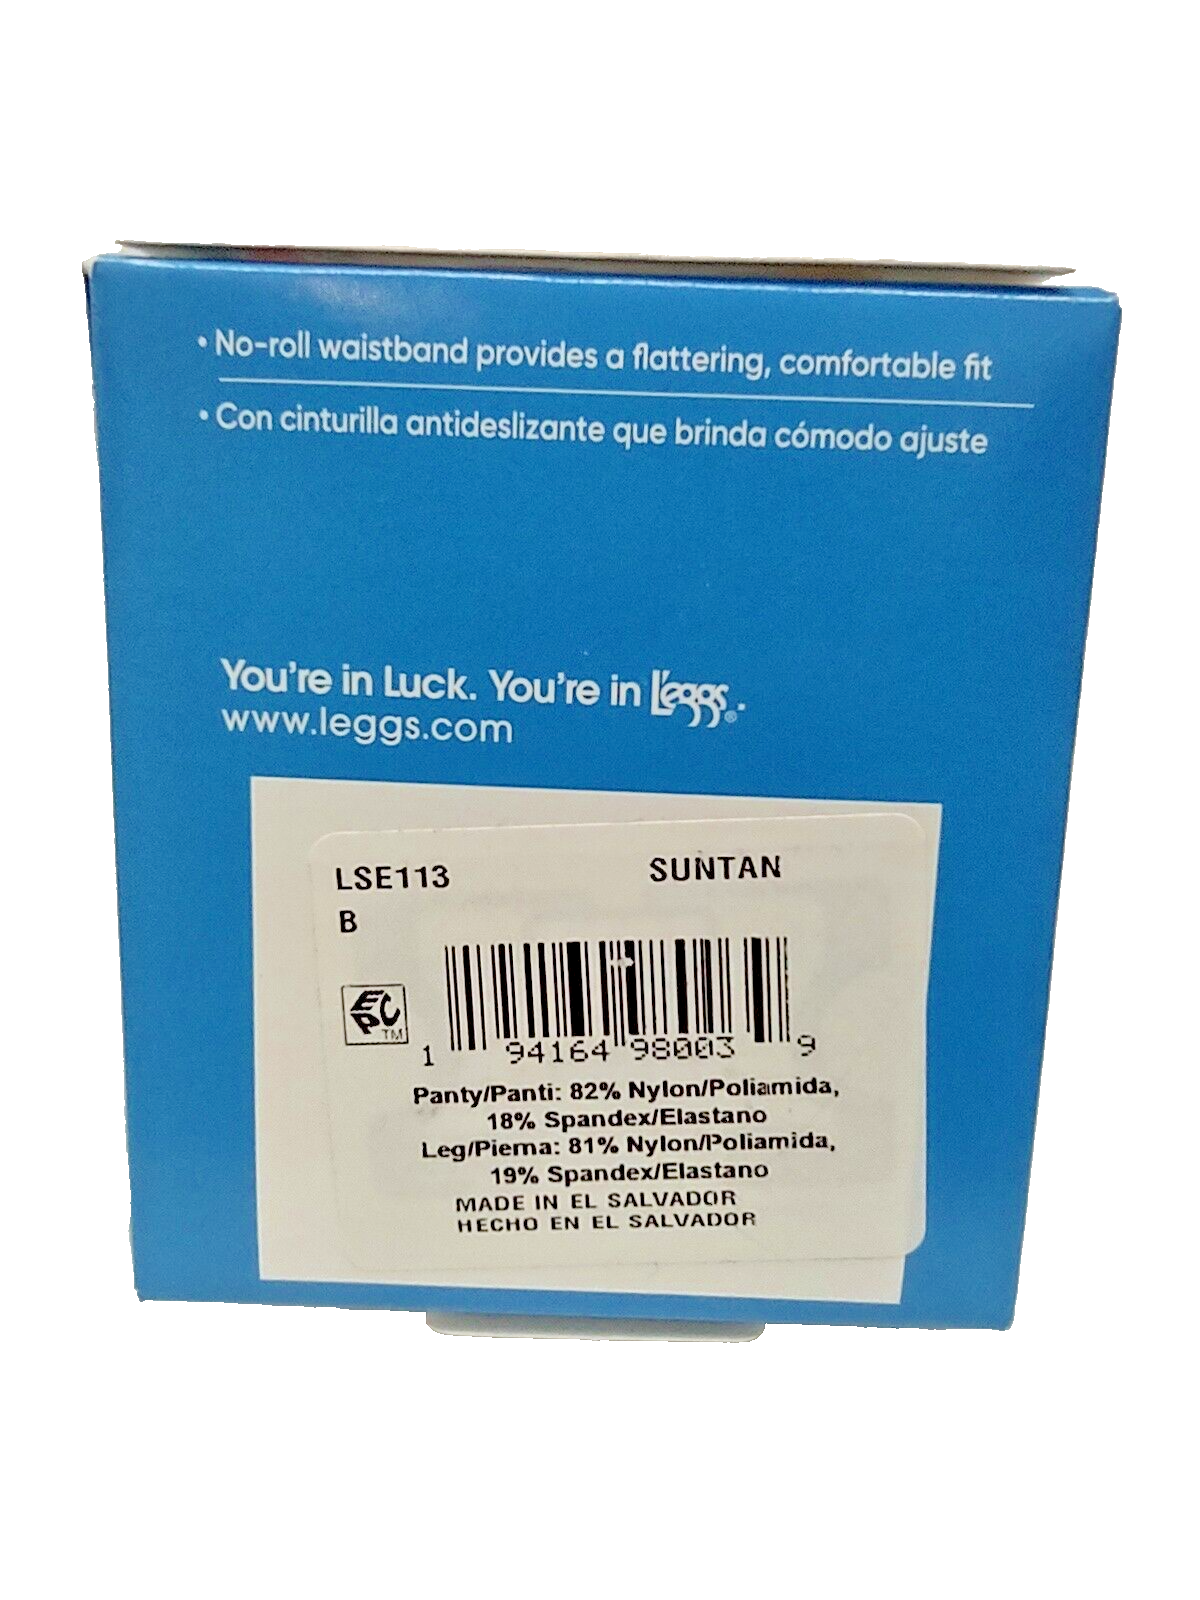 • No-roll waistband provides a flattering, comfortable fit
• Con cinturilla antideslizante que brinda cómodo ajuste
You're in Luck. You're in L'eggs®.
www.leggs.com
LSE113 SUNTAN
B
EPC™
1 94164 98003 9
Panty/Panti: 82% Nylon/Poliamida,
18% Spandex/Elastano
Leg/Pierna: 81% Nylon/Poliamida,
19% Spandex/Elastano
MADE IN EL SALVADOR
HECHO EN EL SALVADOR